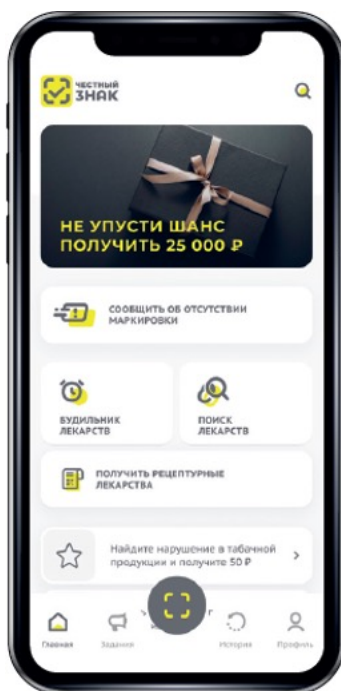 ЧЕСТНЫЙ
ЗНАК
НЕ УПУСТИ ШАНС
ПОЛУЧИТЬ 25 000 ₽
СООБЩИТЬ ОБ ОТСУТСТВИИ
МАРКИРОВКИ
БУДИЛЬНИК
ЛЕКАРСТВ
ПОИСК
ЛЕКАРСТВ
ПОЛУЧИТЬ РЕЦЕПТУРНЫЕ
ЛЕКАРСТВА
Найдите нарушение в табачной
продукции и получите 50 ₽
Главная
Задания
История
Профиль